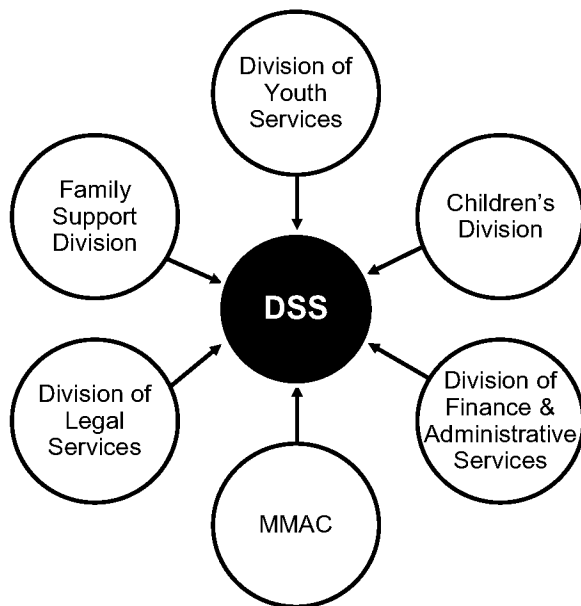 Division of
Youth
Services
Family
Support
Division
Children's
Division
DSS
Division of
Legal
Services
Division of
Finance &
Administrative
Services
MMAC